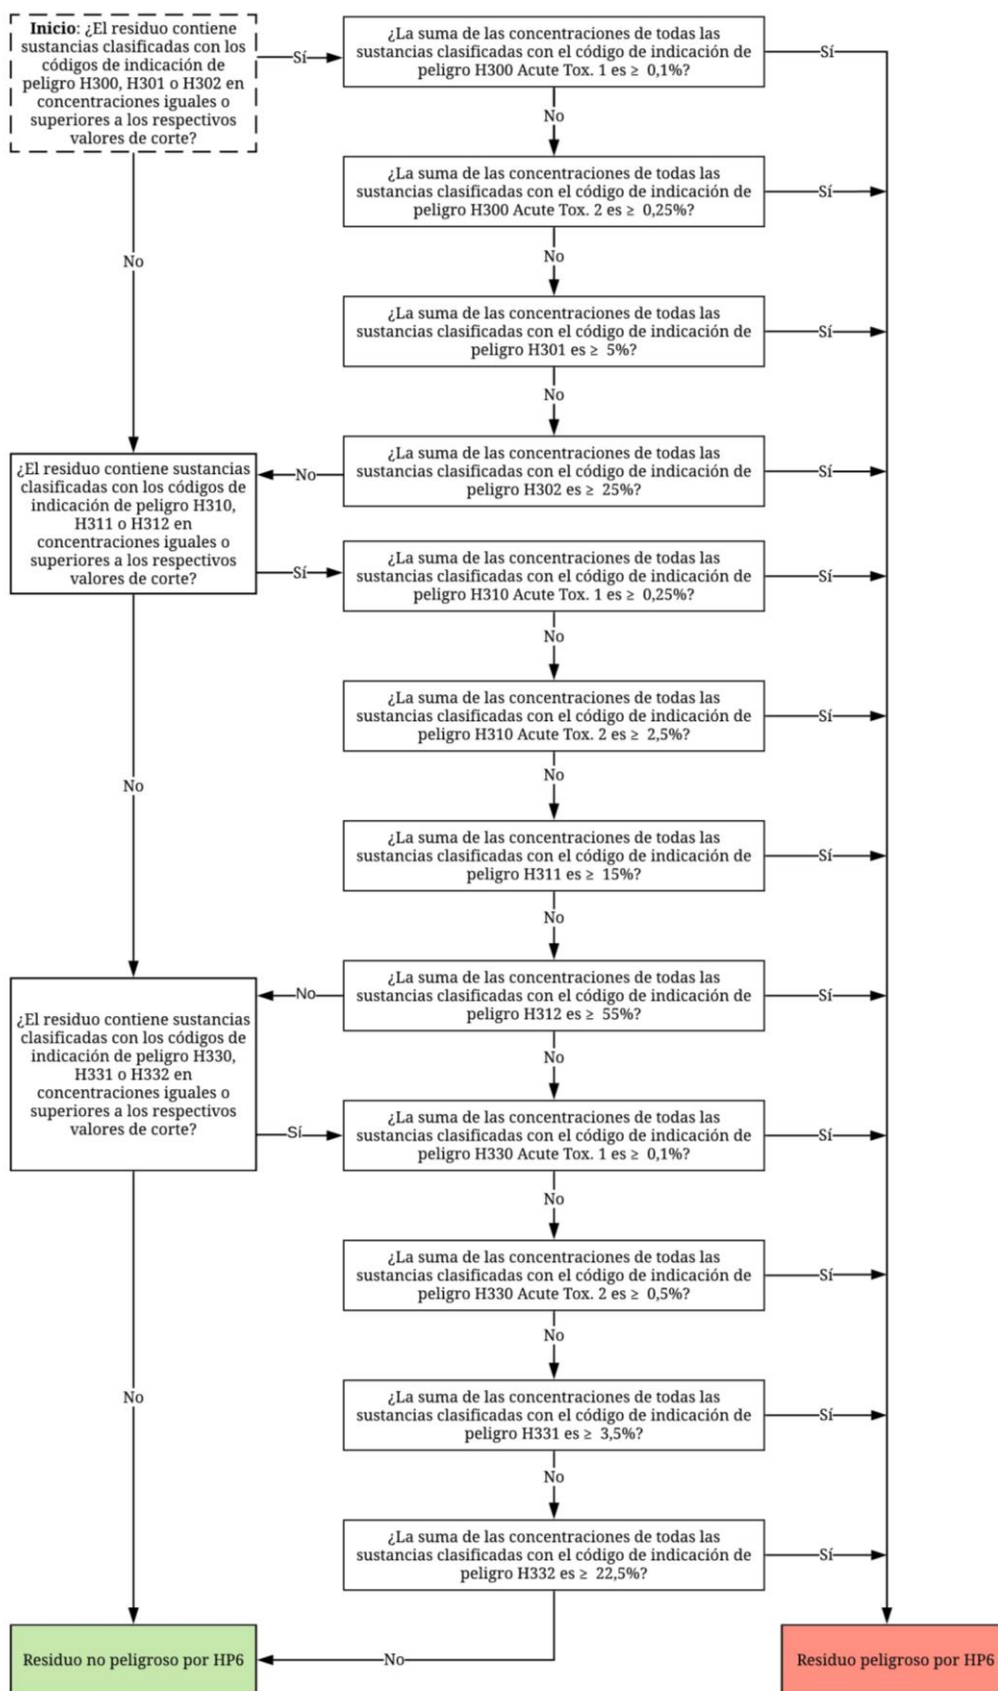 Inicio: ¿El residuo contiene
sustancias clasificadas con los
códigos de indicación de
peligro H300, H301 o H302 en
concentraciones iguales o
superiores a los respectivos
valores de corte?
Sí
¿La suma de las concentraciones de todas las
sustancias clasificadas con el código de indicación de
peligro H300 Acute Tox. 1 es ≥ 0,1%?
Sí
No
¿La suma de las concentraciones de todas las
sustancias clasificadas con el código de indicación de
peligro H300 Acute Tox. 2 es ≥ 0,25%?
Sí
No
No
¿La suma de las concentraciones de todas las
sustancias clasificadas con el código de indicación de
peligro H301 es ≥ 5%?
Sí
No
¿La suma de las concentraciones de todas las
sustancias clasificadas con el código de indicación de
peligro H302 es ≥ 25%?
Sí
No
¿El residuo contiene sustancias
clasificadas con los códigos de
indicación de peligro H310,
H311 o H312 en
concentraciones iguales o
superiores a los respectivos
valores de corte?
Sí
¿La suma de las concentraciones de todas las
sustancias clasificadas con el código de indicación de
peligro H310 Acute Tox. 1 es ≥ 0,25%?
Sí
No
¿La suma de las concentraciones de todas las
sustancias clasificadas con el código de indicación de
peligro H310 Acute Tox. 2 es ≥ 2,5%?
Sí
No
No
¿La suma de las concentraciones de todas las
sustancias clasificadas con el código de indicación de
peligro H311 es ≥ 15%?
Sí
No
¿La suma de las concentraciones de todas las
sustancias clasificadas con el código de indicación de
peligro H312 es ≥ 55%?
Sí
No
No
¿El residuo contiene sustancias
clasificadas con los códigos de
indicación de peligro H330,
H331 o H332 en
concentraciones iguales o
superiores a los respectivos
valores de corte?
Sí
¿La suma de las concentraciones de todas las
sustancias clasificadas con el código de indicación de
peligro H330 Acute Tox. 1 es ≥ 0,1%?
Sí
No
¿La suma de las concentraciones de todas las
sustancias clasificadas con el código de indicación de
peligro H330 Acute Tox. 2 es ≥ 0,5%?
Sí
No
No
¿La suma de las concentraciones de todas las
sustancias clasificadas con el código de indicación de
peligro H331 es ≥ 3,5%?
Sí
No
¿La suma de las concentraciones de todas las
sustancias clasificadas con el código de indicación de
peligro H332 es ≥ 22,5%?
Sí
No
Residuo no peligroso por HP6
Residuo peligroso por HP6